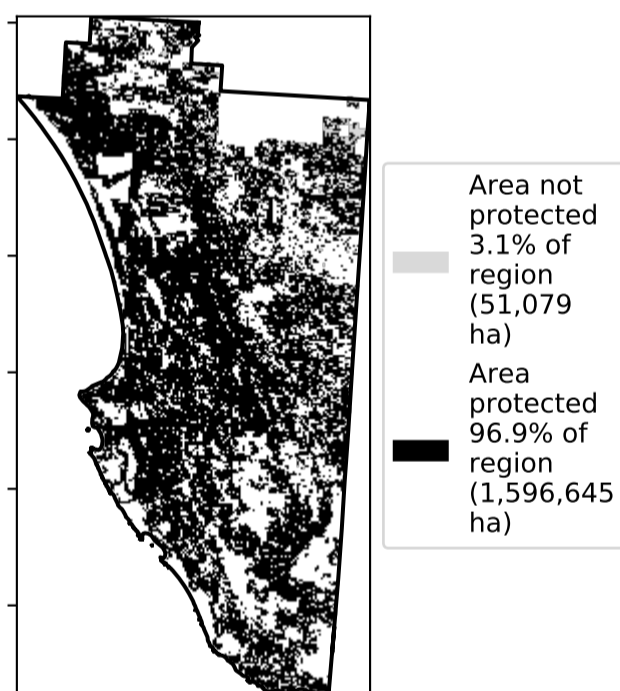 Area not
protected
3.1% of
region
(51,079
ha)
Area
protected
96.9% of
region
(1,596,645
ha)